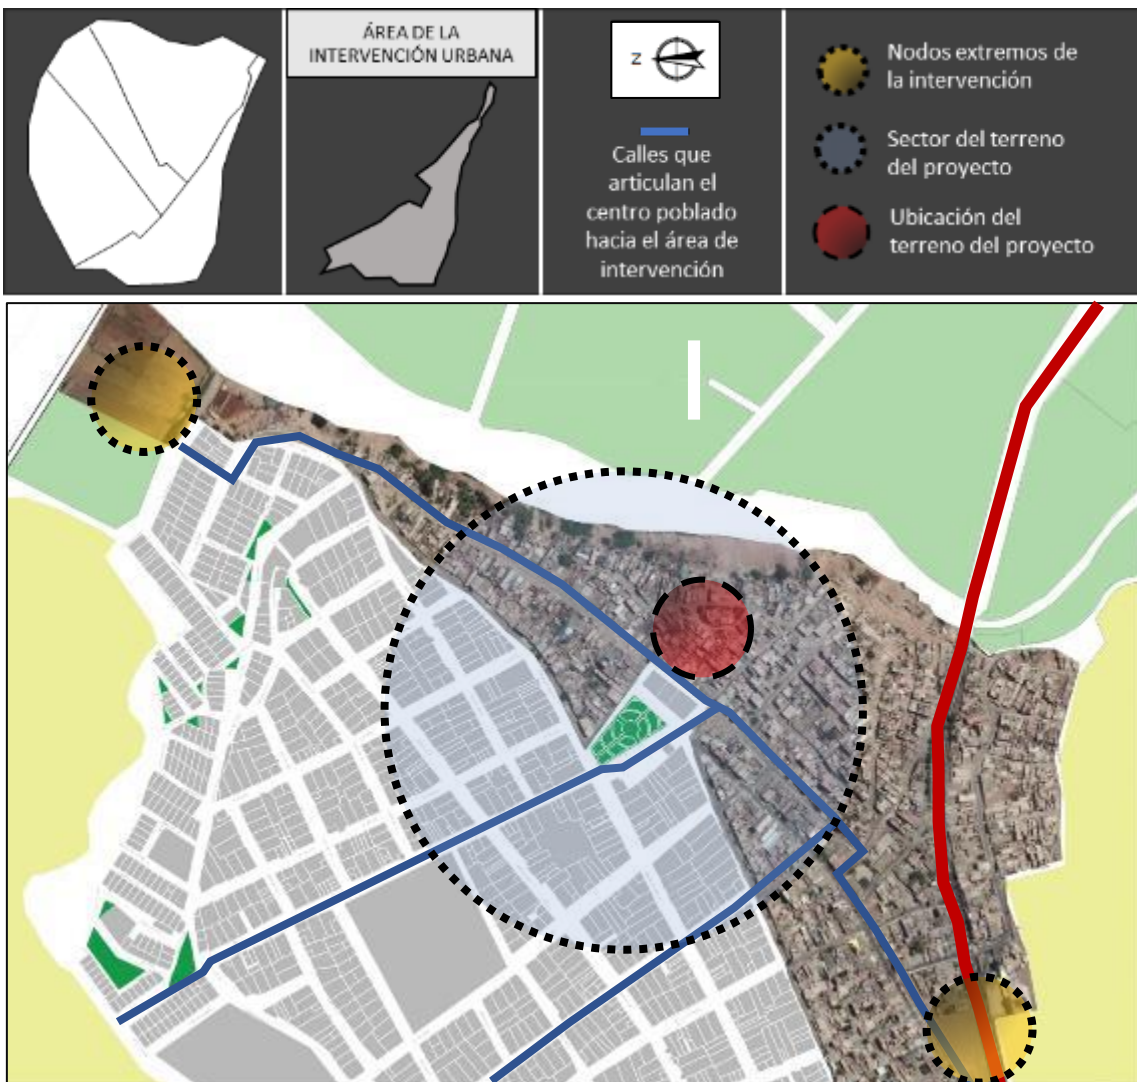 ÁREA DE LA
INTERVENCIÓN URBANA
Z
Calles que
articulan el
centro poblado
hacia el área de
intervención
Nodos extremos de
la intervención
Sector del terreno
del proyecto
Ubicación del
terreno del proyecto